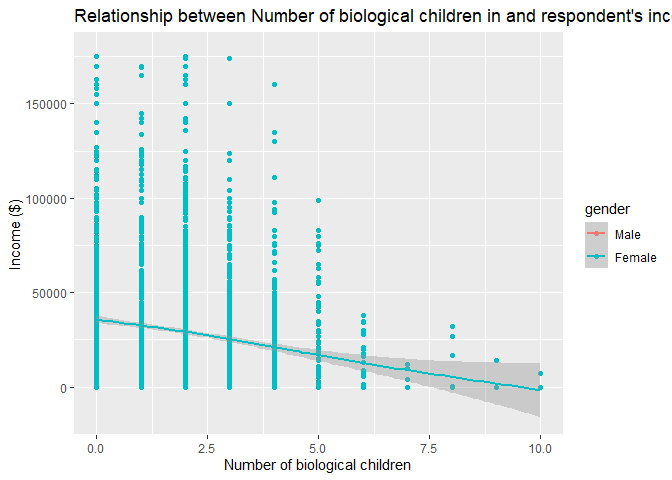 Relationship between Number of biological children in and respondent's inc
Income ($)
150000
100000
50000
0
0.0 2.5 5.0 7.5 10.0
Number of biological children
gender
Male
Female